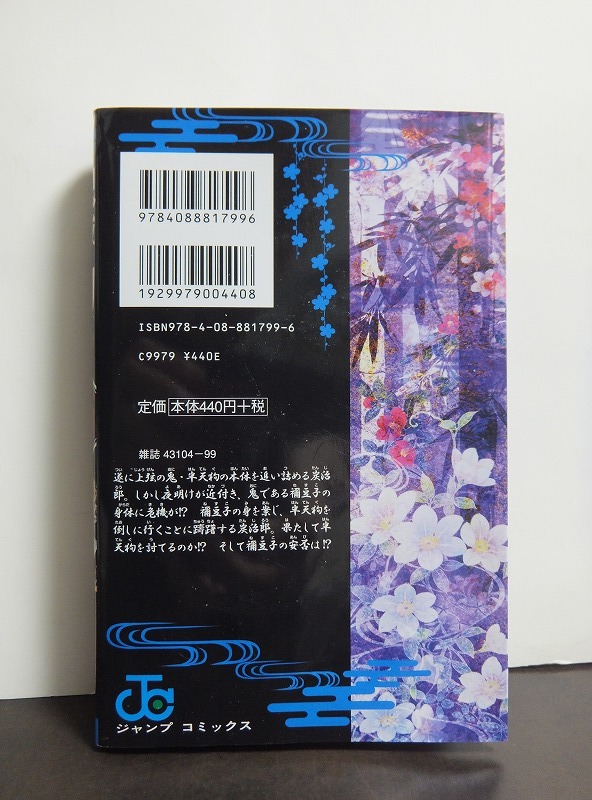 9784088817996
1929979004408
ISBN978-4-08-881799-6
C9979 ¥440E
定価 本体440円+税
雑誌 43104-99
遂に上弦の鬼・半天狗の本体を追い詰める炭治
郎。しかし夜明けが近付き、鬼である禰豆子の
身体に危機が!? 禰豆子の身を案じ、半天狗を
倒しに行くことに躊躇する炭治郎。果たして半
天狗を討てるのか!? そして禰豆子の安否は!?
ジャンプ コミックス